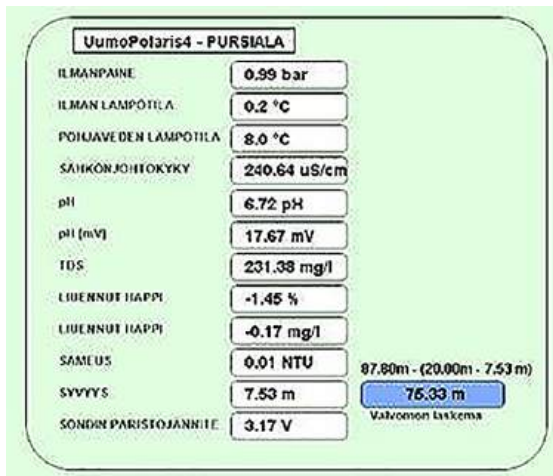 UumoPolaris4 - PURSIALA
ILMANPAINE 0.99 bar
ILMAN LÄMPÖTILA 0.2 °C
POHJAVEDEN LÄMPÖTILA 8.0 °C
SÄHKÖNJOHTOKYKY 240.64 uS/cm
pH 6.72 pH
pH (mV) 17.67 mV
TDS 231.38 mg/l
LIUENNUT HAPPI -1.45 %
LIUENNUT HAPPI -0.17 mg/l
SAMEUS 0.01 NTU
87.80m - (20.00m - 7.53 m)
SYVYYS 7.53 m 75.33 m
Valvomon laskema
SONDIN PARISTOJÄNNITE 3.17 V